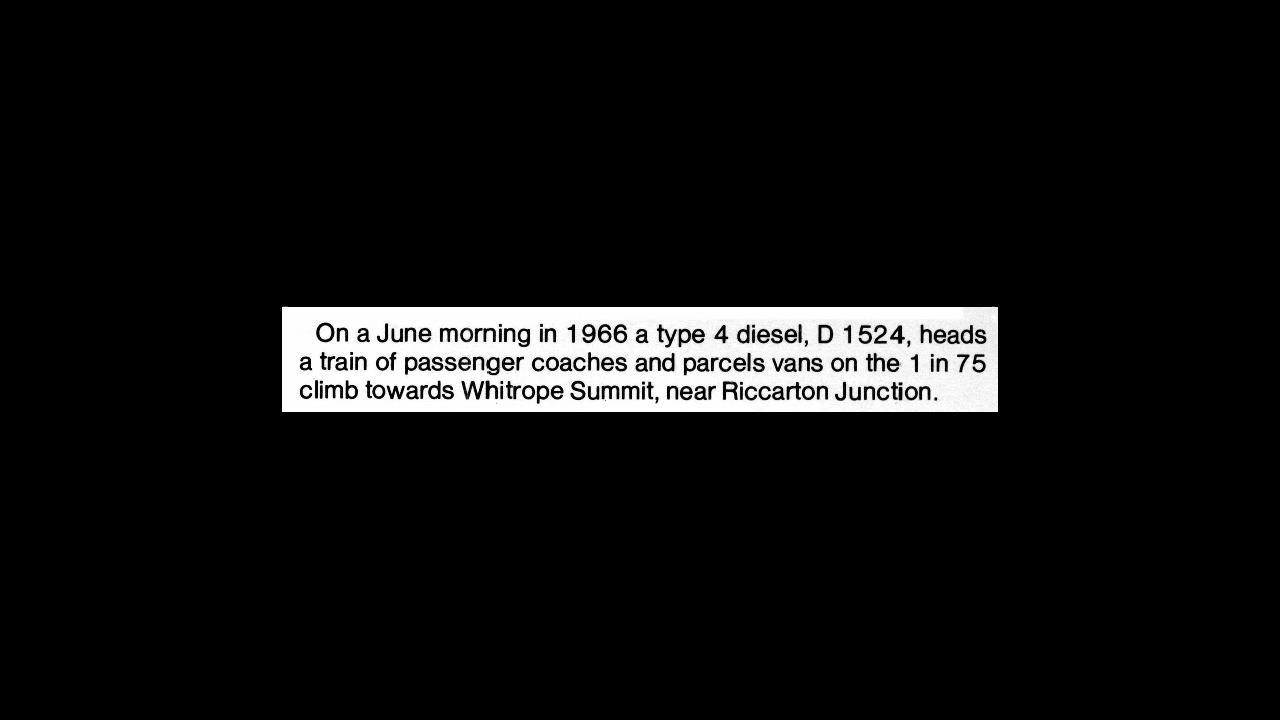 On a June morning in 1966 a type 4 diesel, D 1524, heads
a train of passenger coaches and parcels vans on the 1 in 75
climb towards Whitrope Summit, near Riccarton Junction.